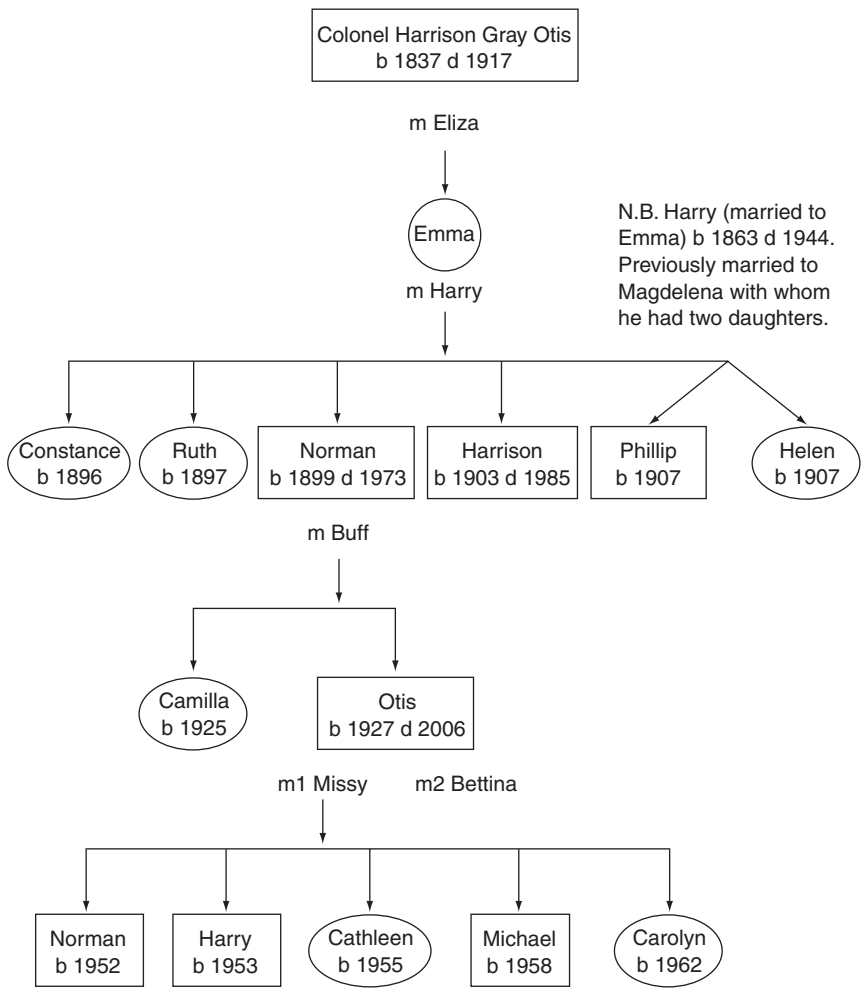 Colonel Harrison Gray Otis
b 1837 d 1917
m Eliza
Emma
m Harry
N.B. Harry (married to
Emma) b 1863 d 1944.
Previously married to
Magdelena with whom
he had two daughters.
Constance
b 1896
Ruth
b 1897
Norman
b 1899 d 1973
Harrison
b 1903 d 1985
Phillip
b 1907
Helen
b 1907
m Buff
Camilla
b 1925
Otis
b 1927 d 2006
m1 Missy
m2 Bettina
Norman
b 1952
Harry
b 1953
Cathleen
b 1955
Michael
b 1958
Carolyn
b 1962